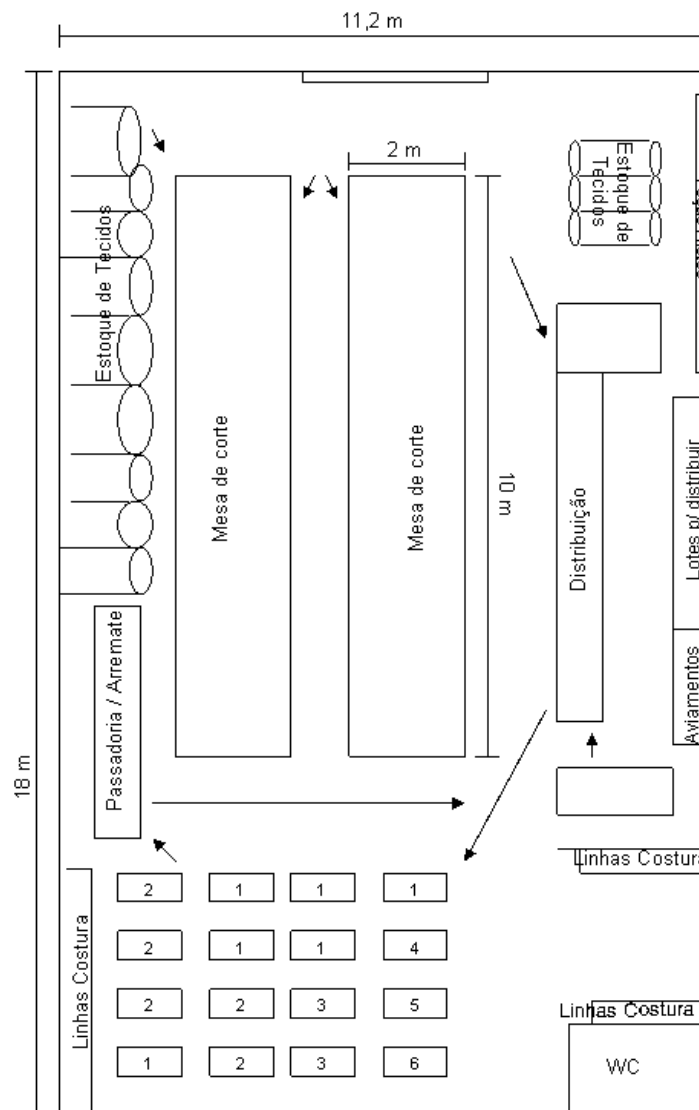 11,2 m
2 m
Estoque de
Tecidos
Estoque de Tecidos
Mesa de corte
Mesa de corte
10 m
Distribuição
Lotes p/ distribuir
Aviamentos
Passadoria / Arremate
18 m
Linhas Costura
2 1 1 1
2 1 1 4
2 2 3 5
1 2 3 6
Linhas Costura
Linhas Costura
WC